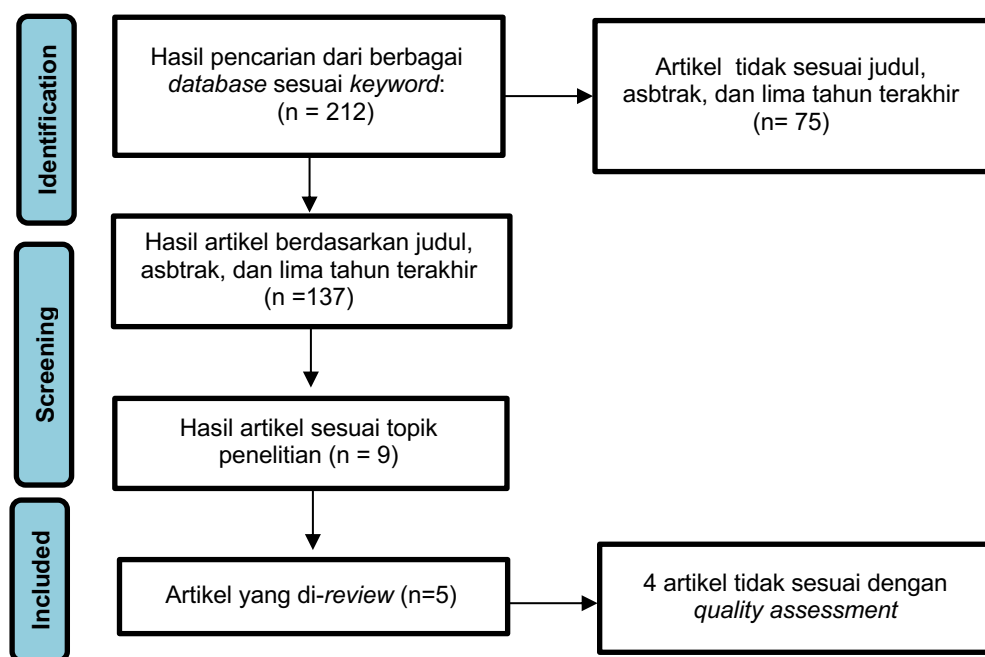 Identification
Hasil pencarian dari berbagai
database sesuai keyword:
(n = 212)
Artikel tidak sesuai judul,
asbtrak, dan lima tahun terakhir
(n= 75)
Screening
Hasil artikel berdasarkan judul,
asbtrak, dan lima tahun terakhir
(n =137)
Hasil artikel sesuai topik
penelitian (n = 9)
Included
Artikel yang di-review (n=5)
4 artikel tidak sesuai dengan
quality assessment